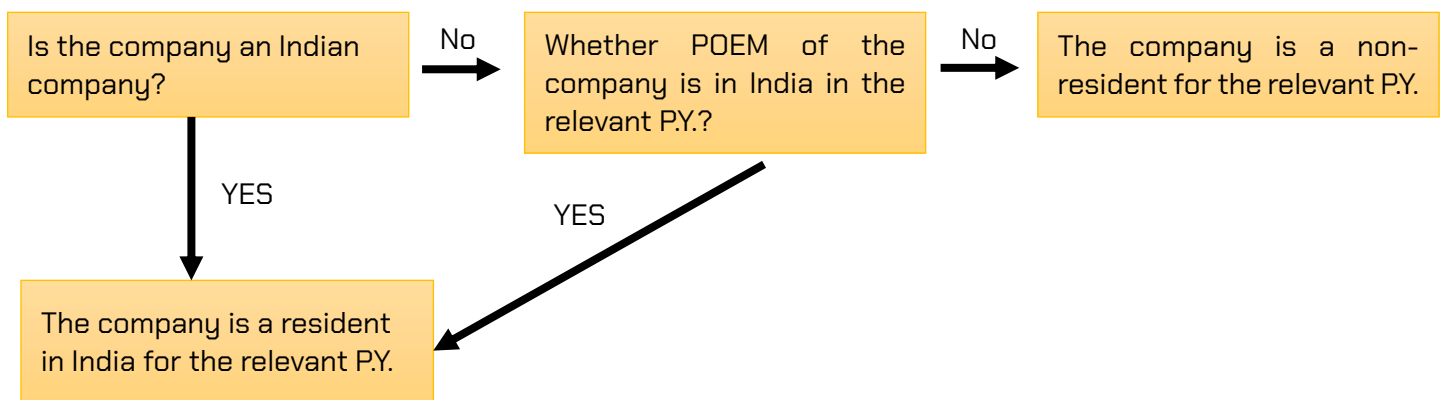 Is the company an Indian
company?
No
Whether POEM of the
company is in India in the
relevant P.Y.?
No
The company is a non-
resident for the relevant P.Y.
YES
YES
The company is a resident
in India for the relevant P.Y.